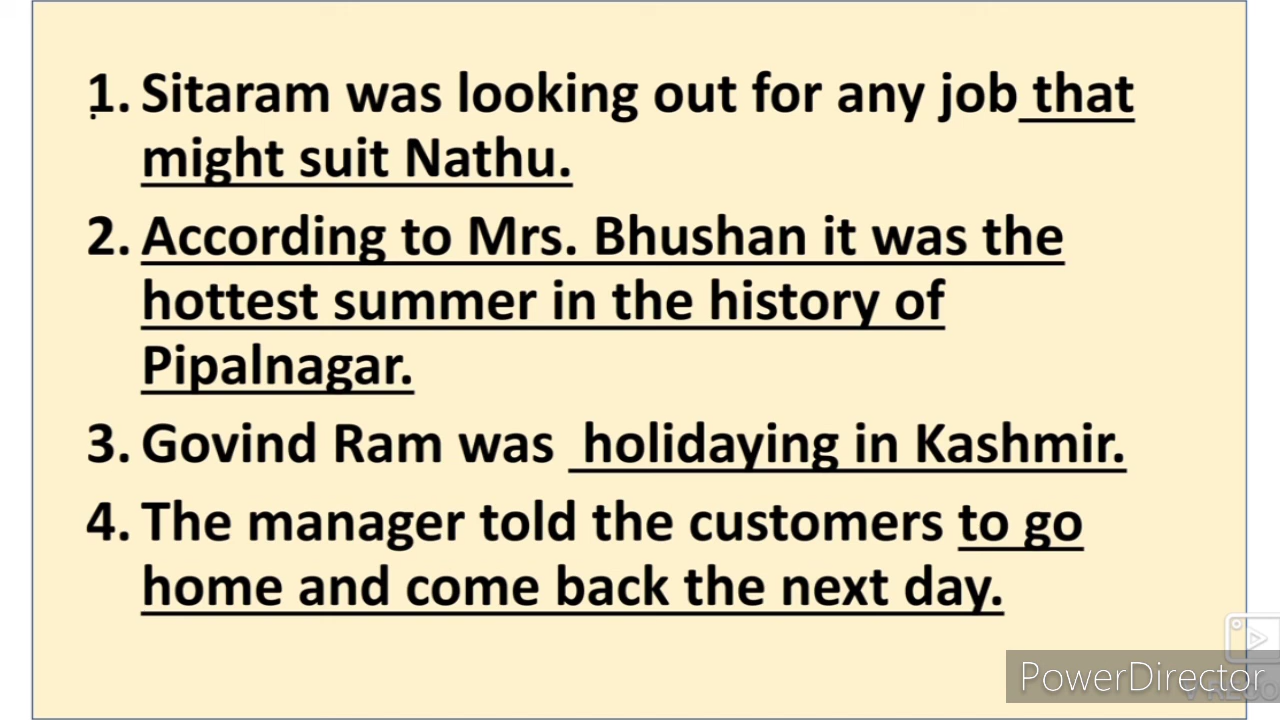 1. Sitaram was looking out for any job that
might suit Nathu.
2. According to Mrs. Bhushan it was the
hottest summer in the history of
Pipalnagar.
3. Govind Ram was holidaying in Kashmir.
4. The manager told the customers to go
home and come back the next day.
PowerDirector